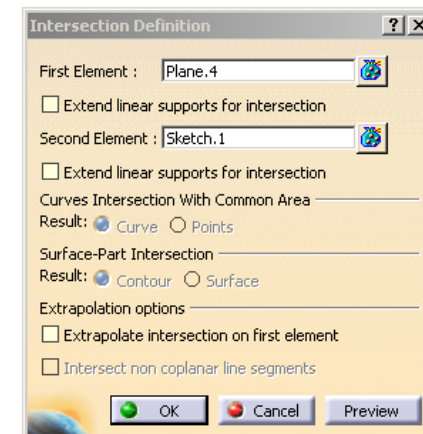 Intersection Definition ? X
First Element : Plane.4
Extend linear supports for intersection
Second Element : Sketch.1
Extend linear supports for intersection
Curves Intersection With Common Area
Result: Curve Points
Surface-Part Intersection
Result: Contour Surface
Extrapolation options
Extrapolate intersection on first element
Intersect non coplanar line segments
OK Cancel Preview